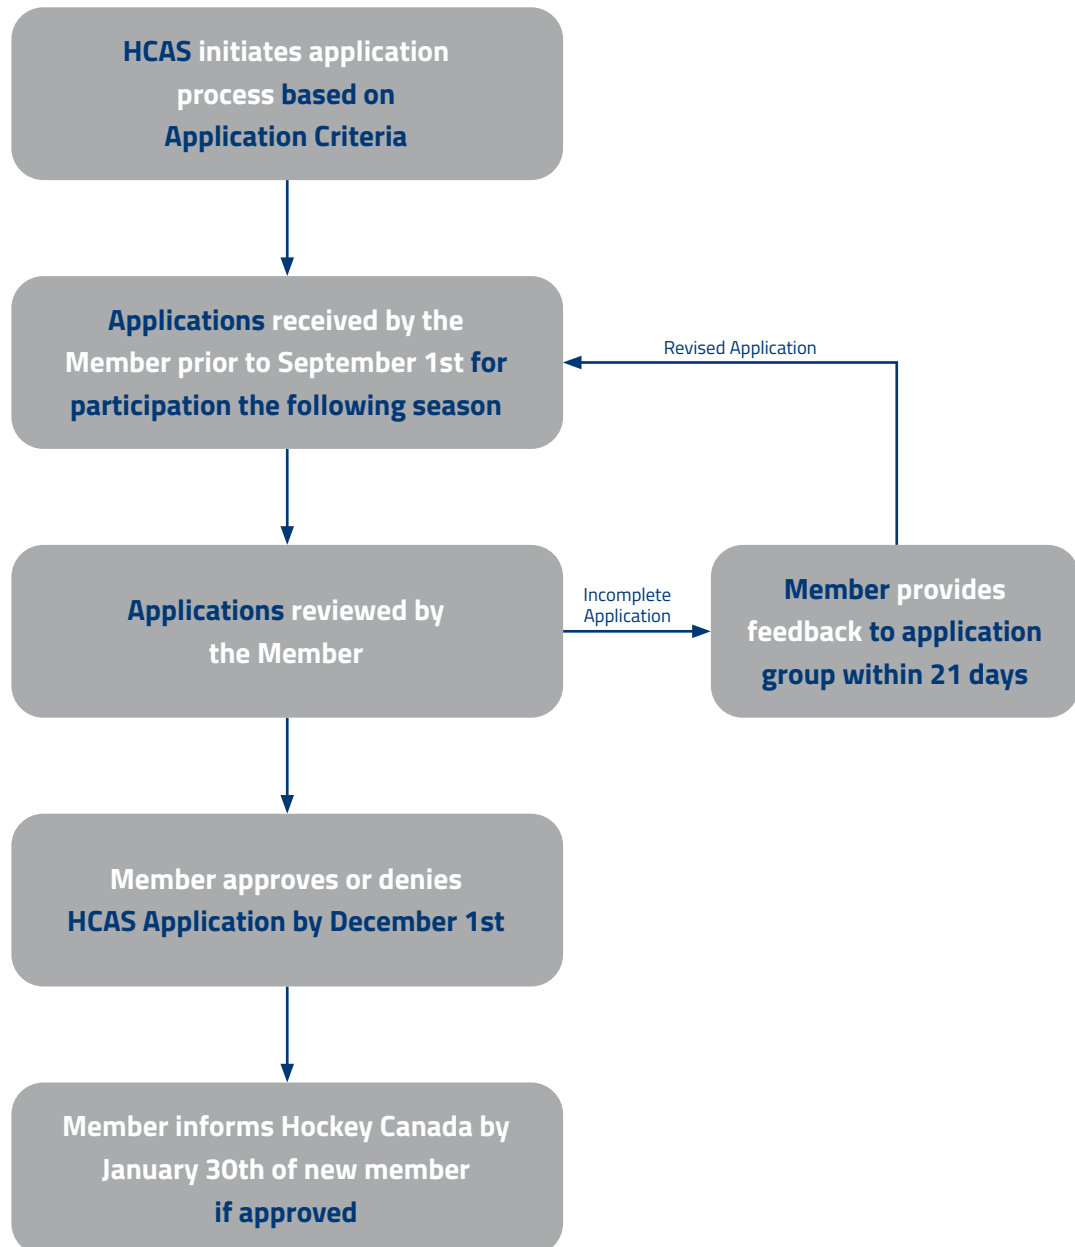 HCAS initiates application
process based on
Application Criteria
Applications received by the
Member prior to September 1st for
participation the following season
Revised Application
Applications reviewed by
the Member
Incomplete
Application
Member provides
feedback to application
group within 21 days
Member approves or denies
HCAS Application by December 1st
Member informs Hockey Canada by
January 30th of new member
if approved